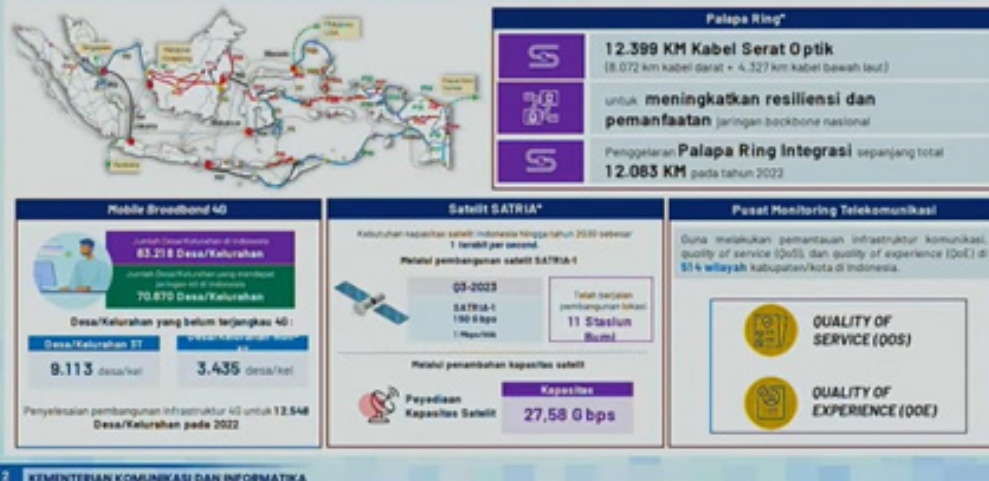 Palapa Ring*
12.399 KM Kabel Serat Optik
(8.072 km kabel darat + 4.327 km kabel bawah laut)
untuk meningkatkan resiliensi dan
pemanfaatan jaringan backbone nasional
Penggelaran Palapa Ring Integrasi sepanjang total
12.083 KM pada tahun 2022
Mobile Broadband 4G
Jumlah Desa/Kelurahan di Indonesia
83.218 Desa/Kelurahan
Jumlah Desa/Kelurahan yang mendapat
jaringan 4G di Indonesia
70.670 Desa/Kelurahan
Desa/Kelurahan yang belum terjangkau 4G :
Desa/Kelurahan 3T
9.113 desa/kel
3.435 desa/kel
Penyelesaian pembangunan infrastruktur 4G untuk 12.548
Desa/Kelurahan pada 2022
Satelit SATRIA*
Kebutuhan kapasitas satelit Indonesia hingga tahun 2030 sebesar
1 terabit per second.
Melalui pembangunan satelit SATRIA-1
Q3-2023
SATRIA-1
150 Gbps
Telah berjalan
pembangunan lokasi
11 Stasiun
Bumi
Melalui penambahan kapasitas satelit
Peyediaan
Kapasitas Satelit
Kapasitas
27,58 Gbps
Pusat Monitoring Telekomunikasi
Guna melakukan pemantauan infrastruktur komunikasi,
quality of service (QoS), dan quality of experience (QoE) di
514 wilayah kabupaten/kota di Indonesia.
QUALITY OF
SERVICE (QOS)
QUALITY OF
EXPERIENCE (QOE)
2 KEMENTERIAN KOMUNIKASI DAN INFORMATIKA